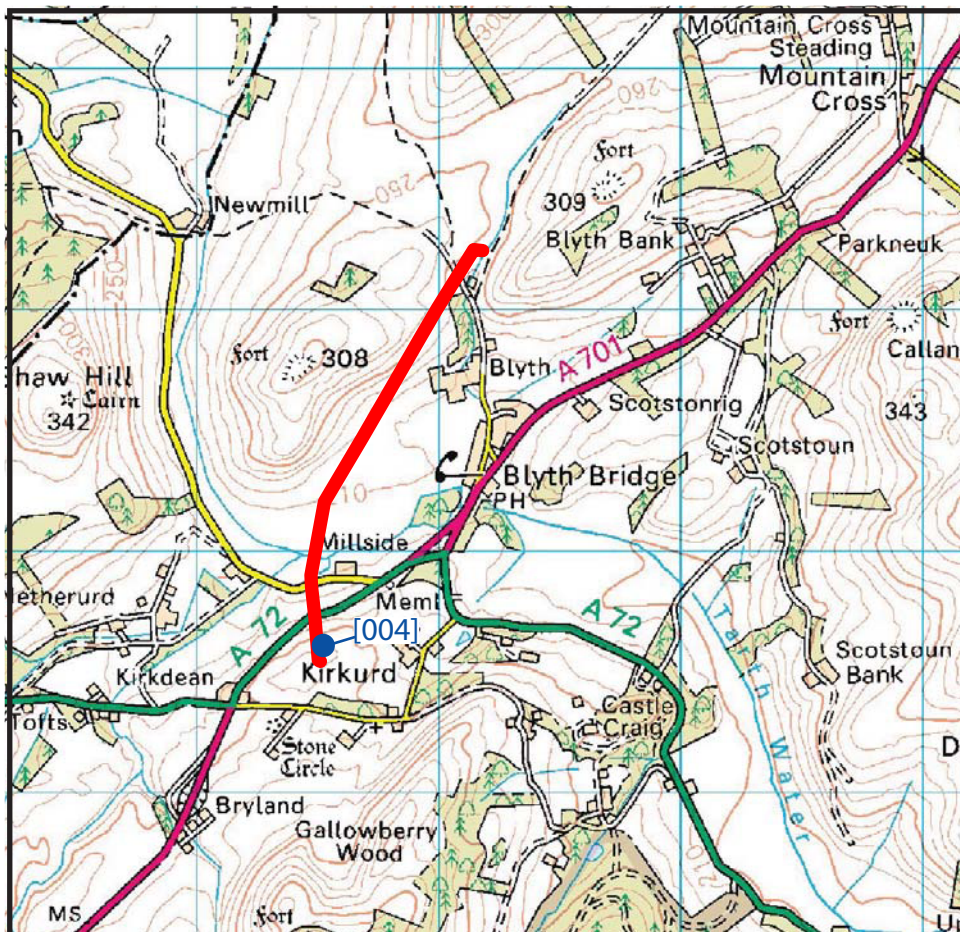 Mountain Cross
Steading
Mountain
Cross
260
Fort
309
Newmill
260
Blyth Bank
Parkneuk
250
Fort
Fort
308
Blyth
A 701
Callan
haw Hill
Cairn
342
Scotstonrig
343
Scotstoun
Blyth Bridge
PH
Millside
netherurd
Meml
A 72
A 72
[004]
Tarth Water
Kirkdean
Kirkurd
Scotstoun
Bank
Tofts
Castle
Craig
Stone
Circle
D
Bryland
Gallowberry
Wood
MS
Fort